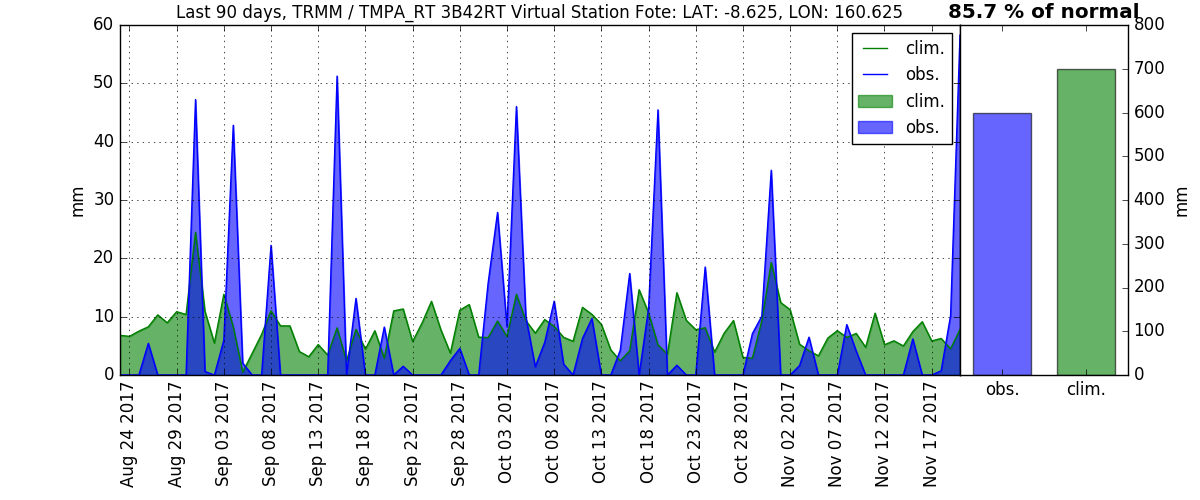 Last 90 days, TRMM / TMPA_RT 3B42RT Virtual Station Fote: LAT: -8.625, LON: 160.625
85.7 % of normal
60
50
40
30
20
10
0
mm
clim.
obs.
clim.
obs.
800
700
600
500
400
300
200
100
0
mm
obs.
clim.
Aug 24 2017
Aug 29 2017
Sep 03 2017
Sep 08 2017
Sep 13 2017
Sep 18 2017
Sep 23 2017
Sep 28 2017
Oct 03 2017
Oct 08 2017
Oct 13 2017
Oct 18 2017
Oct 23 2017
Oct 28 2017
Nov 02 2017
Nov 07 2017
Nov 12 2017
Nov 17 2017